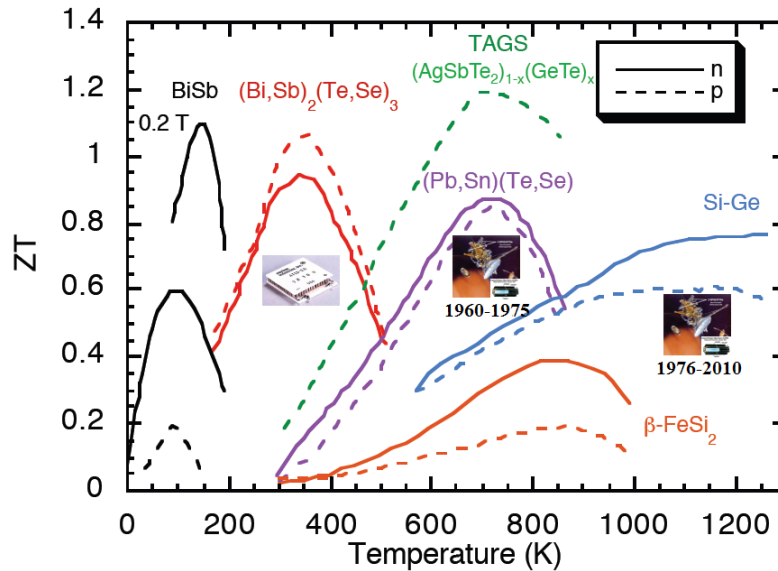 1.4
1.2
1
0.8
0.6
0.4
0.2
0
ZT
0
200
400
600
800
1000
1200
Temperature (K)
BiSb
0.2 T
(Bi,Sb)₂(Te,Se)₃
TAGS
(AgSbTe₂)₁₋ₓ(GeTe)ₓ
n
p
(Pb,Sn)(Te,Se)
Si-Ge
1960-1975
1976-2010
β-FeSi₂